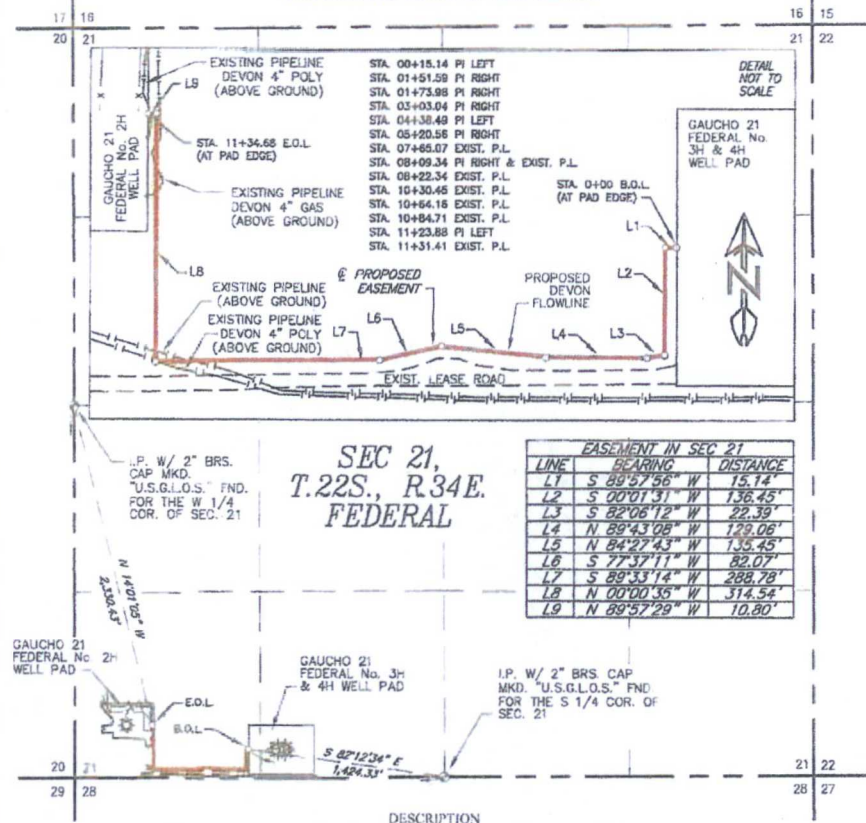 17 16
20 21
16 15
21 22
EXISTING PIPELINE
DEVON 4" POLY
(ABOVE GROUND)
L9
GAUCHO 21
FEDERAL No. 2H
WELL PAD
STA. 11+34.68 E.O.L
(AT PAD EDGE)
EXISTING PIPELINE
DEVON 4" GAS
(ABOVE GROUND)
L8
EXISTING PIPELINE
(ABOVE GROUND)
EXISTING PIPELINE
DEVON 4" POLY
(ABOVE GROUND)
STA. 00+15.14 PI LEFT
STA. 01+51.59 PI RIGHT
STA. 01+73.98 PI RIGHT
STA. 03+03.04 PI RIGHT
STA. 04+38.49 PI LEFT
STA. 05+20.56 PI RIGHT
STA. 07+65.07 EXIST. P.L.
STA. 08+09.34 PI RIGHT & EXIST. P.L.
STA. 08+22.34 EXIST. P.L.
STA. 10+30.46 EXIST. P.L.
STA. 10+64.16 EXIST. P.L.
STA. 10+84.71 EXIST. P.L.
STA. 11+23.88 PI LEFT
STA. 11+31.41 EXIST. P.L.
DETAIL
NOT TO
SCALE
GAUCHO 21
FEDERAL No.
3H & 4H
WELL PAD
STA. 0+00 B.O.L.
(AT PAD EDGE)
L1
L2
N
℄ PROPOSED
EASEMENT
PROPOSED
DEVON
FLOWLINE
L7
L6
L5
L4
L3
EXIST. LEASE ROAD
I.P. W/ 2" BRS.
CAP MKD.
"U.S.G.L.O.S." FND.
FOR THE W 1/4
COR. OF SEC. 21
SEC 21,
T.22S., R.34E.
FEDERAL
EASEMENT IN SEC 21
LINE BEARING DISTANCE
L1 S 89°57'56" W 15.14'
L2 S 00°01'31" W 136.45'
L3 S 82°06'12" W 22.39'
L4 N 89°43'08" W 129.06'
L5 N 84°27'43" W 135.45'
L6 S 77°37'11" W 82.07'
L7 S 89°33'14" W 288.78'
L8 N 00°00'35" W 314.54'
L9 N 89°57'29" W 10.80'
N 14°01'05" W
2,330.43'
GAUCHO 21
FEDERAL No. 2H
WELL PAD
E.O.L
B.O.L
GAUCHO 21
FEDERAL No. 3H
& 4H WELL PAD
S 82°12'34" E
1,424.33'
I.P. W/ 2" BRS. CAP
MKD. "U.S.G.L.O.S." FND
FOR THE S 1/4 COR. OF
SEC. 21
20 21
29 28
21 22
28 27
DESCRIPTION